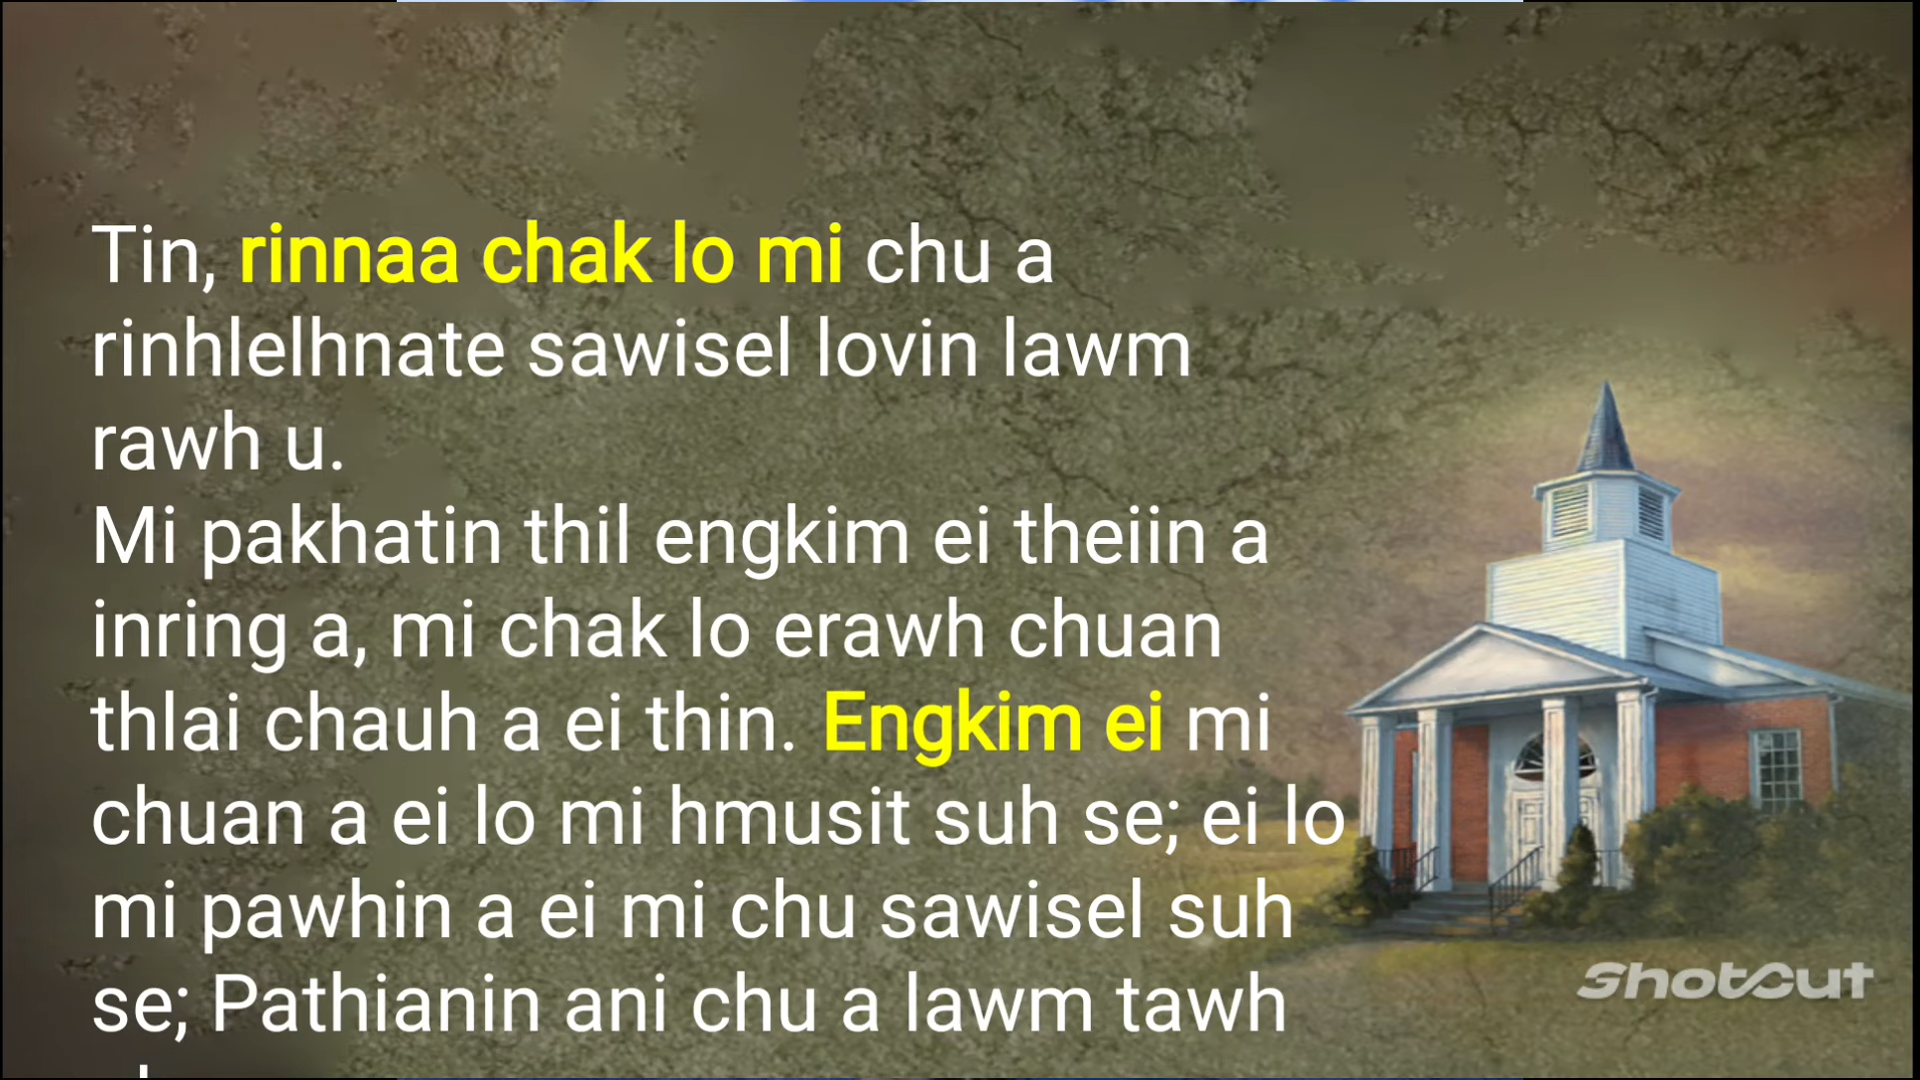 Tin, rinnaa chak lo mi chu a
rinhlelhnate sawisel lovin lawm
rawh u.
Mi pakhatin thil engkim ei theiin a
inring a, mi chak lo erawh chuan
thlai chauh a ei thin. Engkim ei mi
chuan a ei lo mi hmusit suh se; ei lo
mi pawhin a ei mi chu sawisel suh
se; Pathianin ani chu a lawm tawh
ShotCut